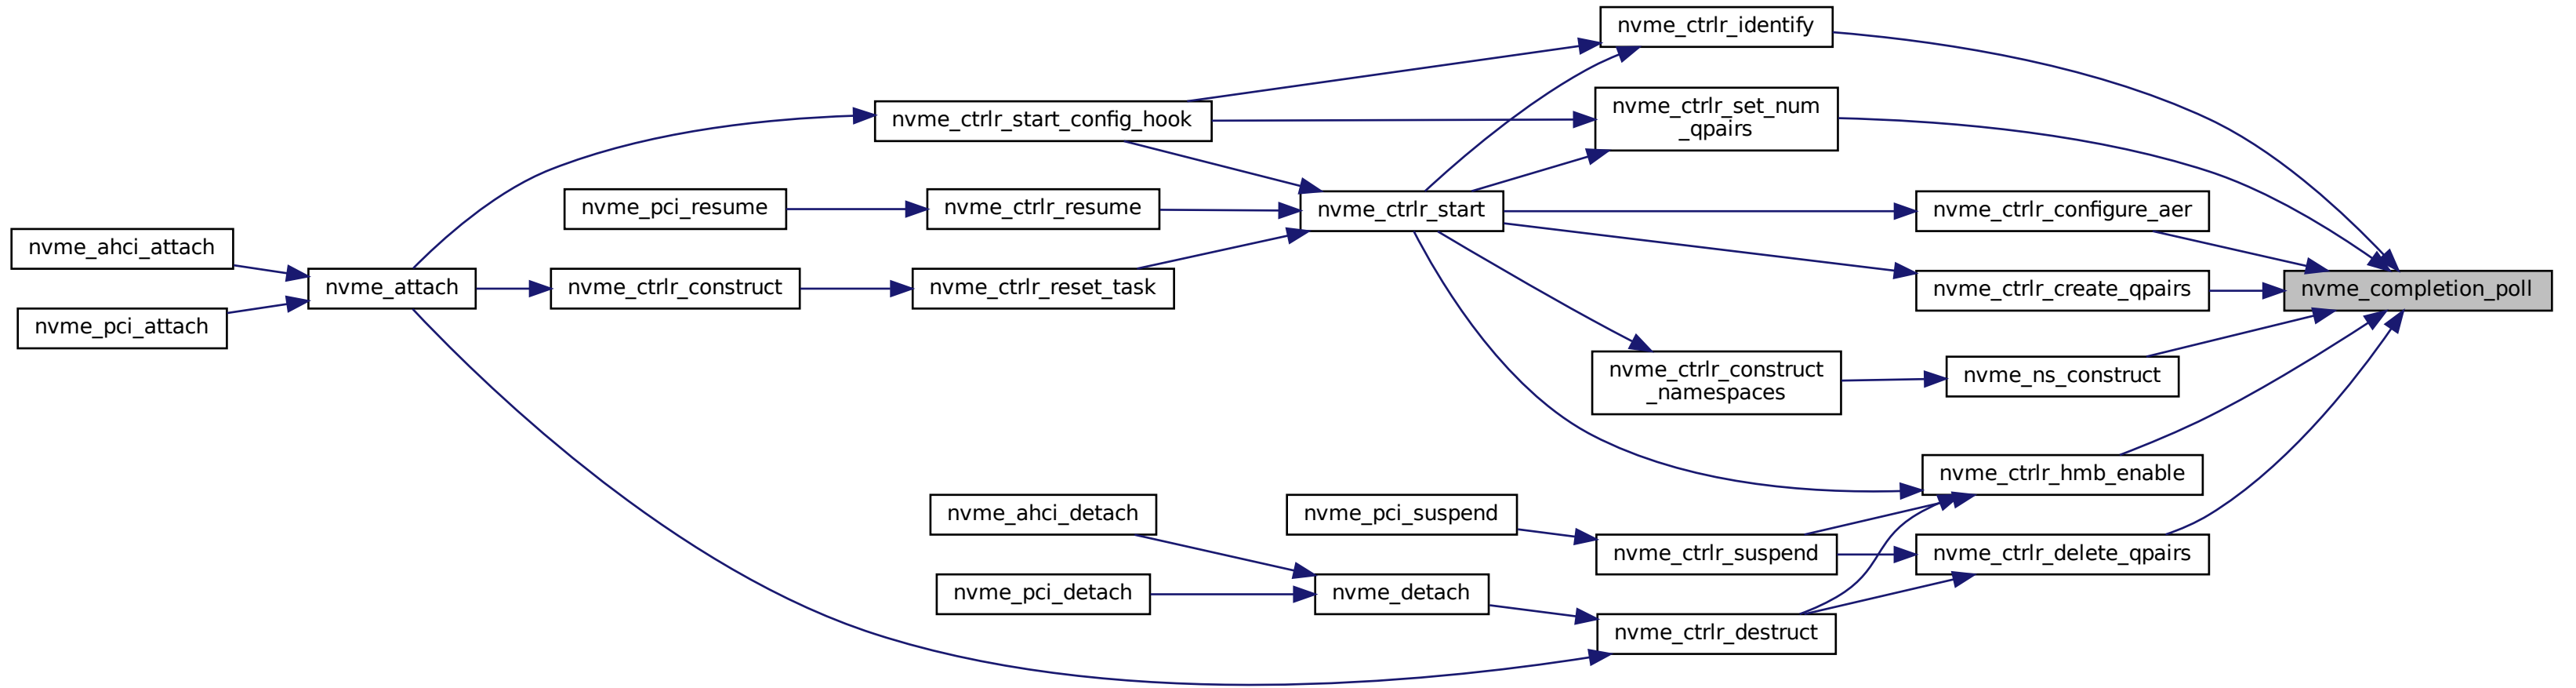 nvme_ctrlr_identify
nvme_ctrlr_set_num
_qpairs
nvme_ctrlr_start_config_hook
nvme_pci_resume
nvme_ctrlr_resume
nvme_ctrlr_start
nvme_ctrlr_configure_aer
nvme_ahci_attach
nvme_attach
nvme_ctrlr_construct
nvme_ctrlr_reset_task
nvme_ctrlr_create_qpairs
nvme_completion_poll
nvme_pci_attach
nvme_ctrlr_construct
_namespaces
nvme_ns_construct
nvme_ctrlr_hmb_enable
nvme_ahci_detach
nvme_pci_suspend
nvme_ctrlr_suspend
nvme_ctrlr_delete_qpairs
nvme_pci_detach
nvme_detach
nvme_ctrlr_destruct